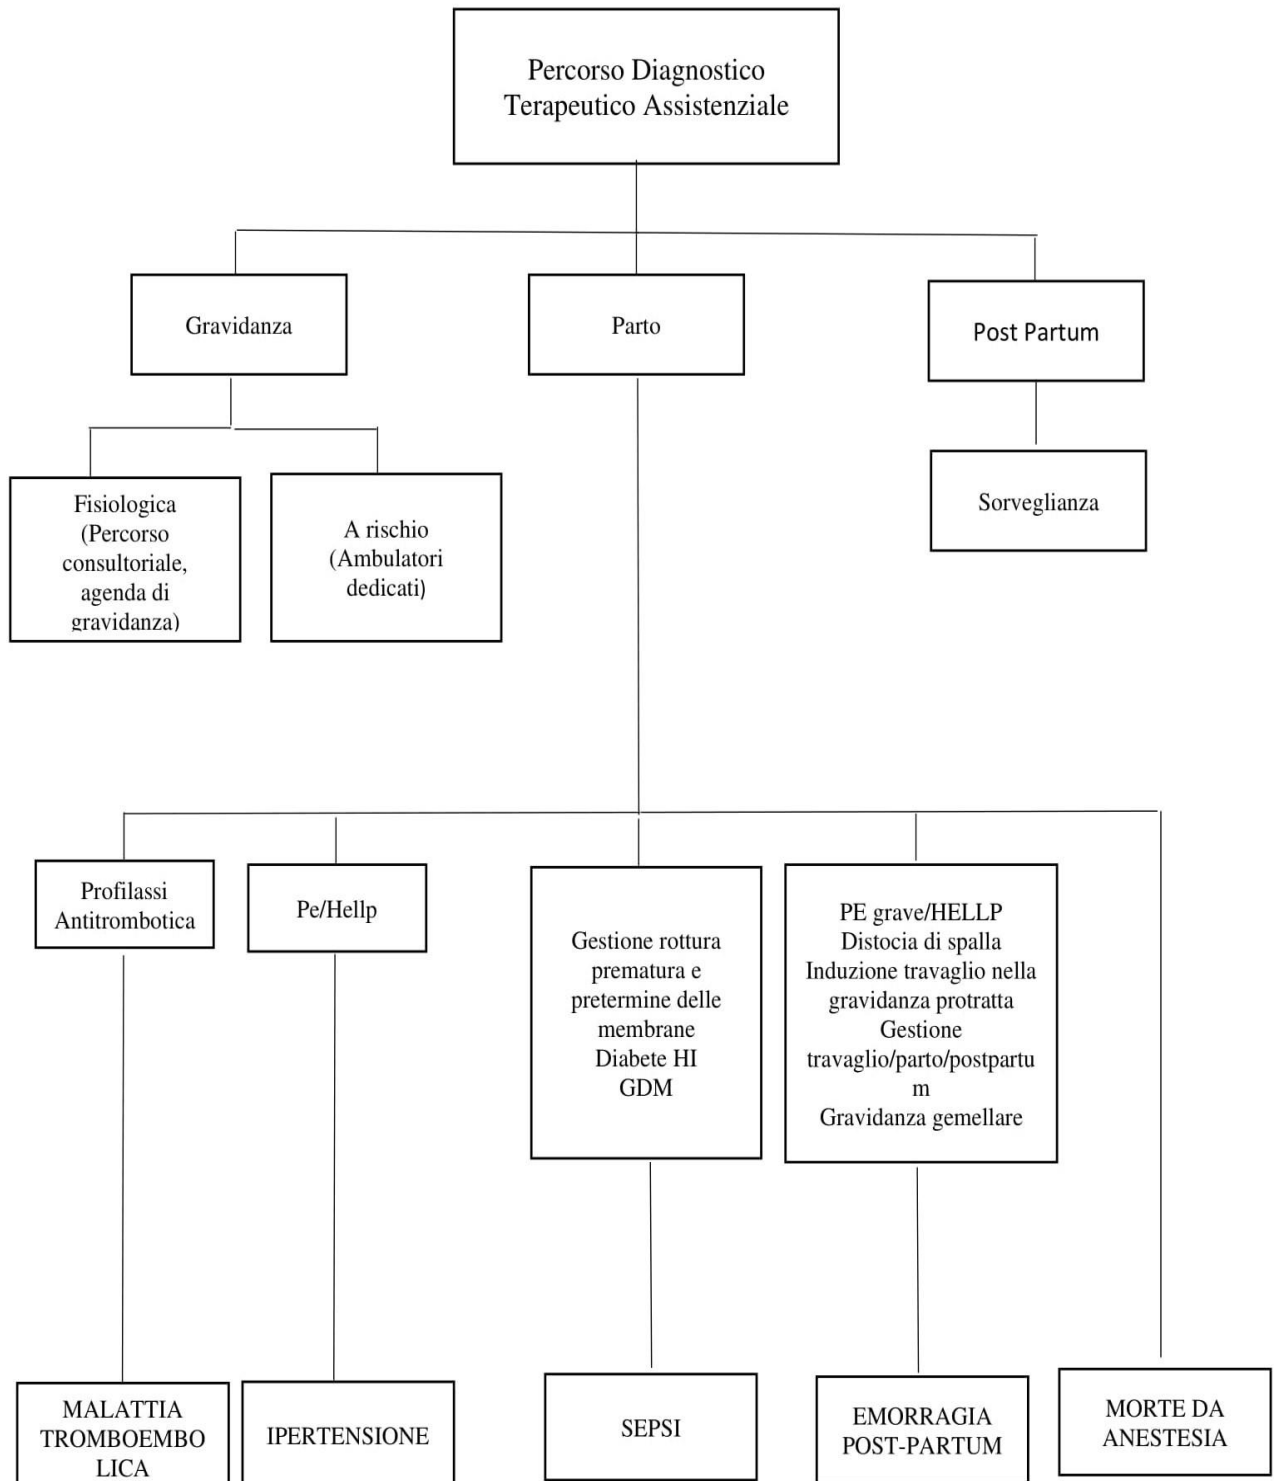 Percorso Diagnostico
Terapeutico Assistenziale
Gravidanza
Parto
Post Partum
Fisiologica
(Percorso
consultoriale,
agenda di
gravidanza)
A rischio
(Ambulatori
dedicati)
Sorveglianza
Profilassi
Antitrombotica
Pe/Hellp
Gestione rottura
prematura e
pretermine delle
membrane
Diabete HI
GDM
PE grave/HELLP
Distocia di spalla
Induzione travaglio nella
gravidanza protratta
Gestione
travaglio/parto/postpartu
m
Gravidanza gemellare
MALATTIA
TROMBOEMBO
LICA
IPERTENSIONE
SEPSI
EMORRAGIA
POST-PARTUM
MORTE DA
ANESTESIA